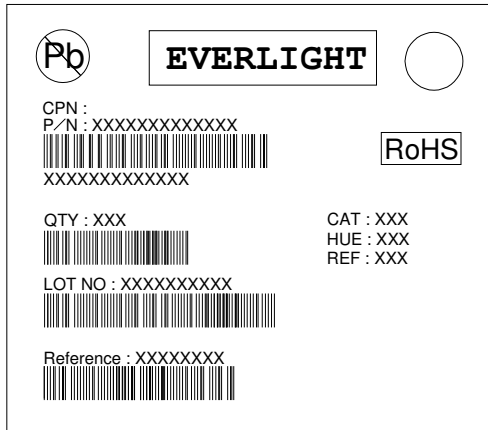 Pb
EVERLIGHT
CPN :
P/N : XXXXXXXXXXXXX
RoHS
XXXXXXXXXXXXX
QTY : XXX
CAT : XXX
HUE : XXX
REF : XXX
LOT NO : XXXXXXXXXX
Reference : XXXXXXXX